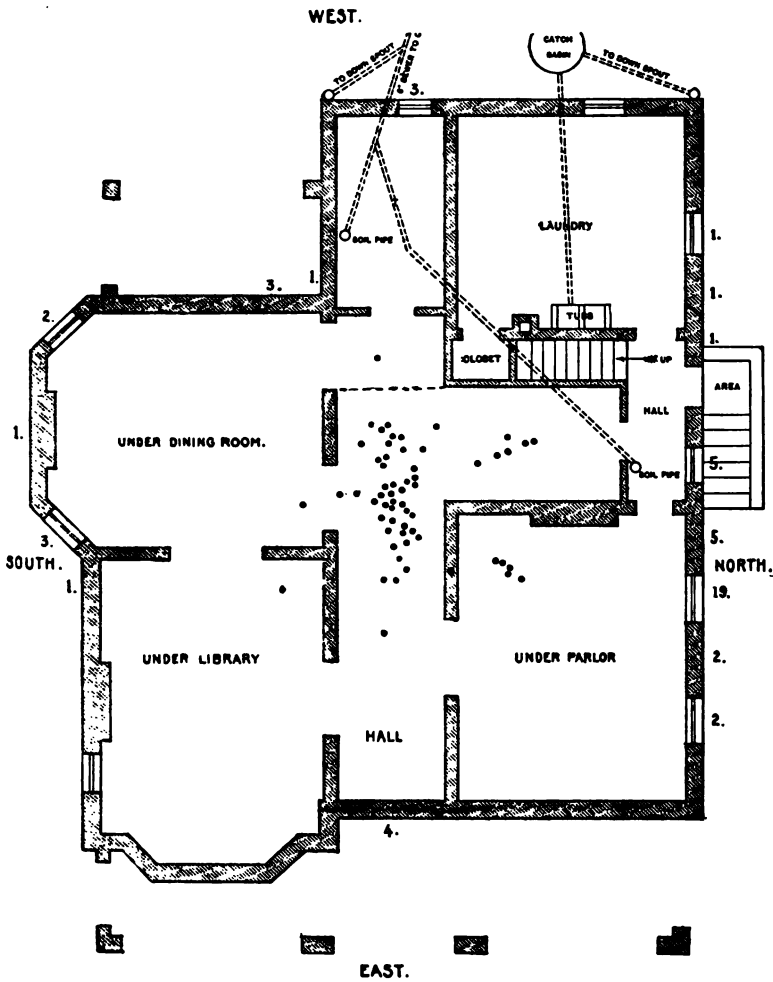 WEST.
CATCH
BASIN
TO DOWN SPOUT
SEWER TO
TO DOWN SPOUT
3.
LAUNDRY
SOIL PIPE
1.
1.
3.
1.
2.
TUBS
1.
CLOSET
UP
AREA
HALL
1.
UNDER DINING ROOM.
5.
SOIL PIPE
3.
5.
SOUTH.
NORTH.
1.
19.
UNDER LIBRARY
UNDER PARLOR
2.
2.
HALL
4.
EAST.